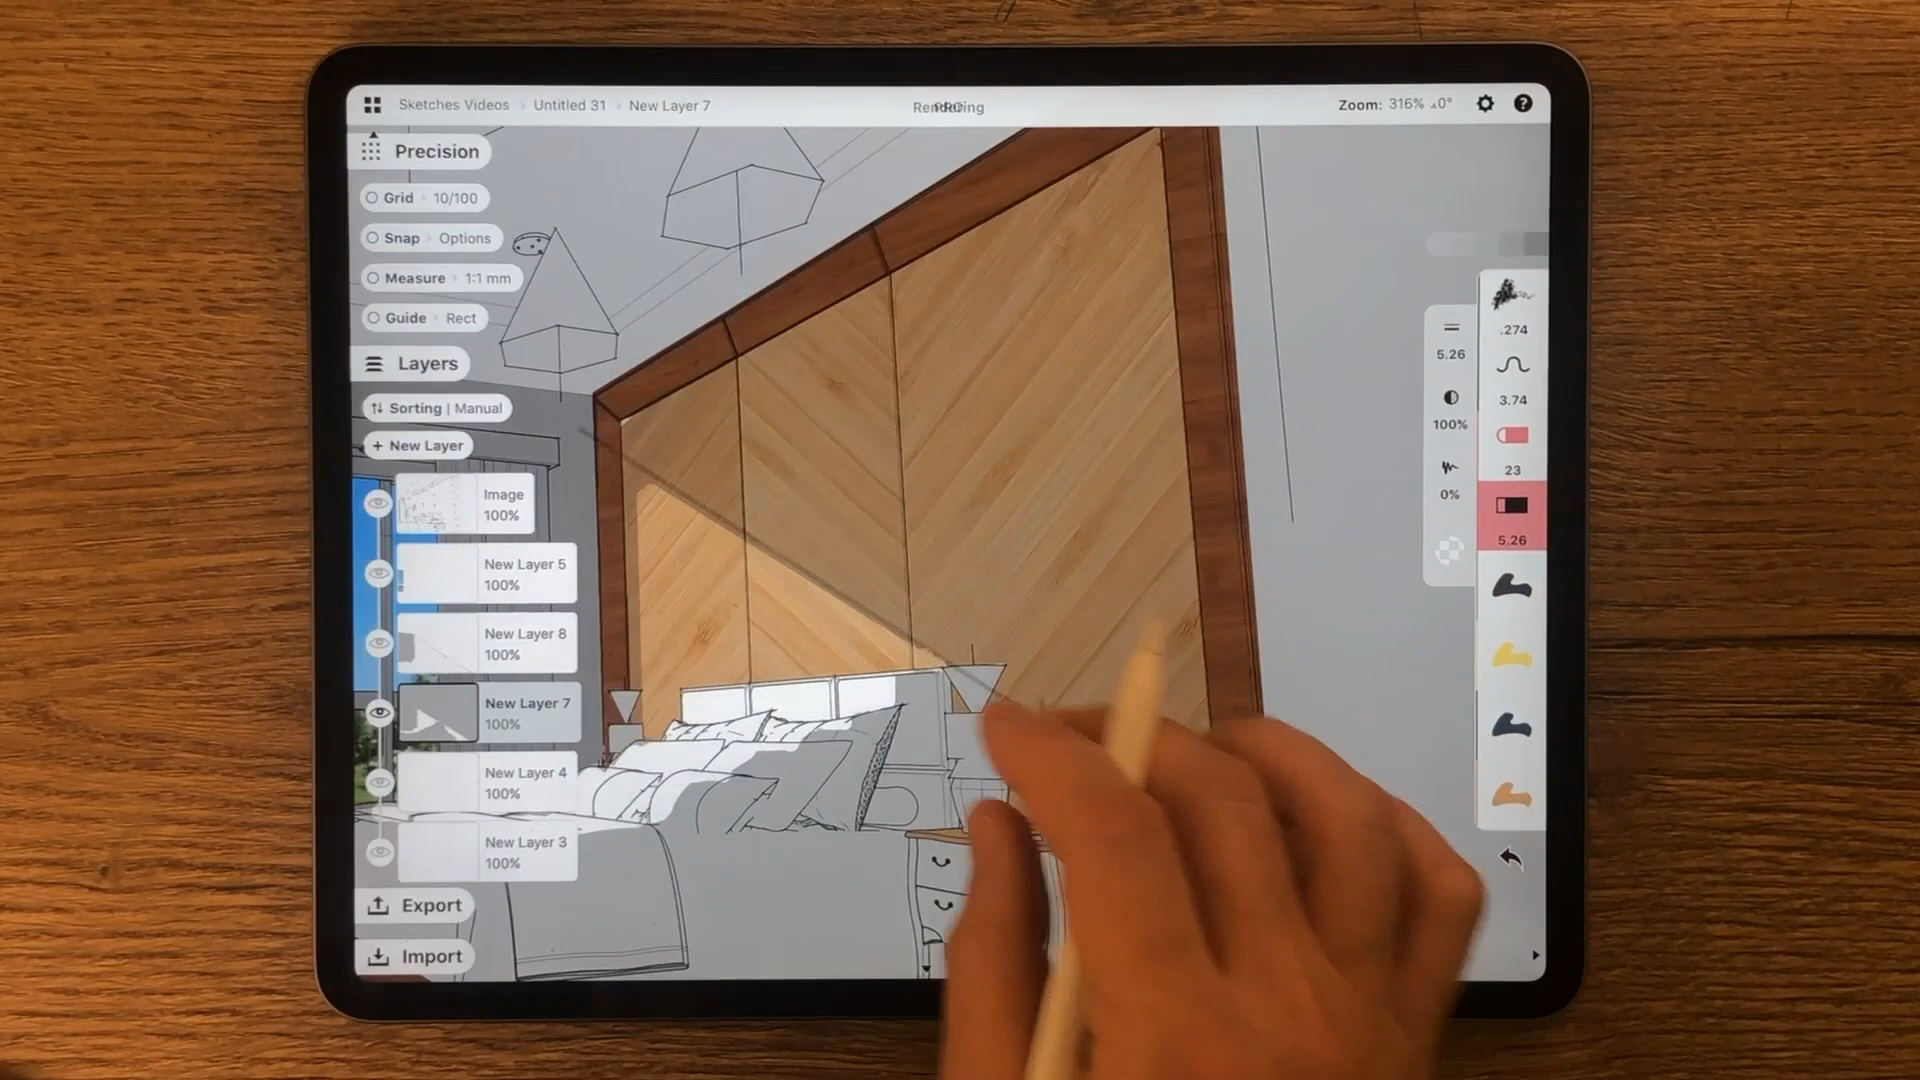 Sketches Videos › Untitled 31 › New Layer 7
Rendering
Zoom: 316% ⊿0°
Precision
Grid › 10/100
Snap › Options
Measure › 1:1 mm
Guide › Rect
Layers
Sorting | Manual
+ New Layer
Image
100%
New Layer 5
100%
New Layer 8
100%
New Layer 7
100%
New Layer 4
100%
New Layer 3
100%
Export
Import
5.26
100%
0%
.274
3.74
23
5.26